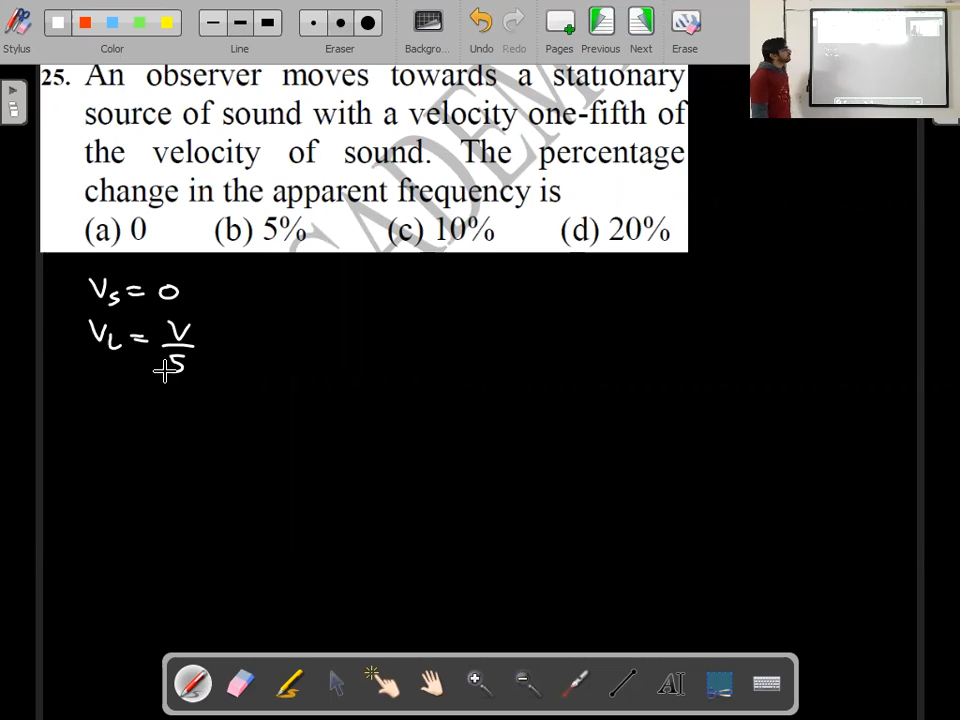 Stylus Color Line Eraser Backgro... Undo Redo Pages Previous Next Erase
25. An observer moves towards a stationary
source of sound with a velocity one-fifth of
the velocity of sound. The percentage
change in the apparent frequency is
(a) 0 (b) 5% (c) 10% (d) 20%
CADEMY
Vs = 0
VL = V/5
AI